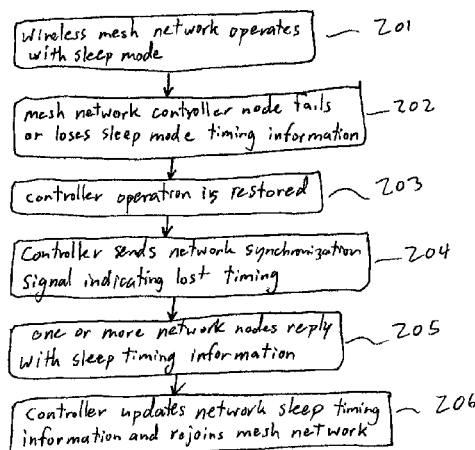 wireless mesh network operates
with sleep mode
201
mesh network controller node fails
or loses sleep mode timing information
202
controller operation is restored
203
Controller sends network synchronization
signal indicating lost timing
204
one or more network nodes reply
with sleep timing information
205
Controller updates network sleep timing
information and rejoins mesh network
206